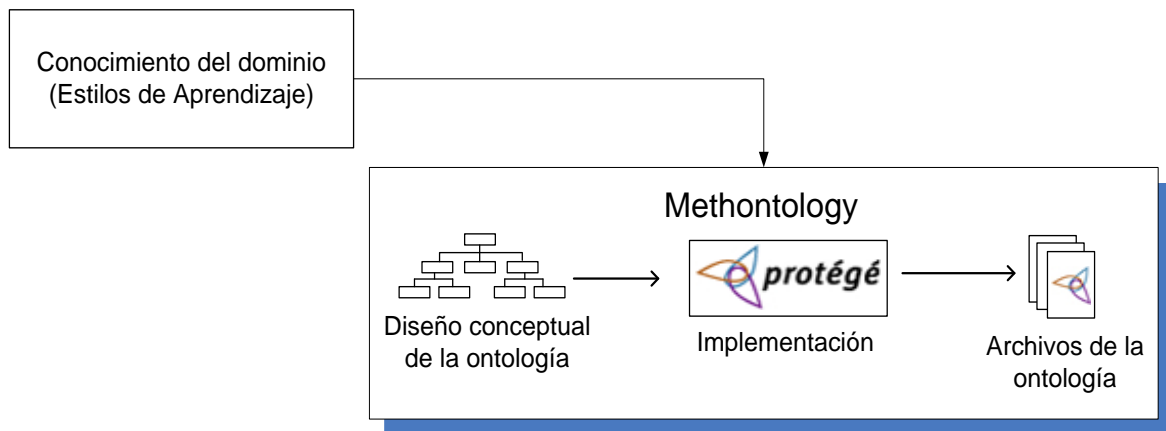 Conocimiento del dominio
(Estilos de Aprendizaje)
Methontology
protégé
Diseño conceptual
de la ontología
Implementación
Archivos de la
ontología